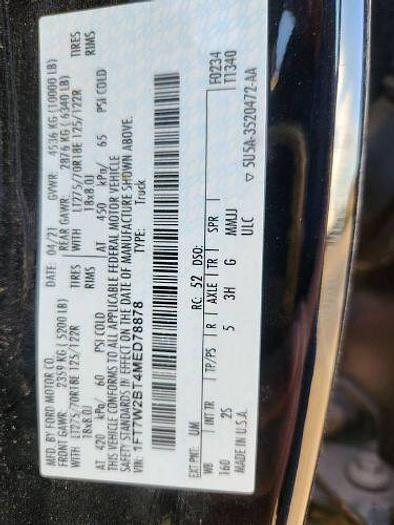 MFD BY FORD MOTOR CO.
DATE: 04/21 GVWR: 4536 KG (10000 LB)
FRONT GAWR: 2359 KG (5200 LB) REAR GAWR: 2876 KG (6340 LB)
WITH LT275/70R18E 125/122R TIRES WITH LT275/70R18E 125/122R TIRES
18x8.0J RIMS 18x8.0J RIMS
AT 420 kPa/ 60 PSI COLD AT 450 kPa/ 65 PSI COLD
THIS VEHICLE CONFORMS TO ALL APPLICABLE FEDERAL MOTOR VEHICLE
SAFETY STANDARDS IN EFFECT ON THE DATE OF MANUFACTURE SHOWN ABOVE.
VIN: 1FT7W2BT4MED78878
TYPE: Truck
F0234
T1340
EXT PNT: UM RC: 52 DSO:
WB INT TR TP/PS R AXLE TR SPR
160 2S 5 3H G MMJJ
MADE IN U.S.A. ULC
▽ 5U5A-3520472-AA